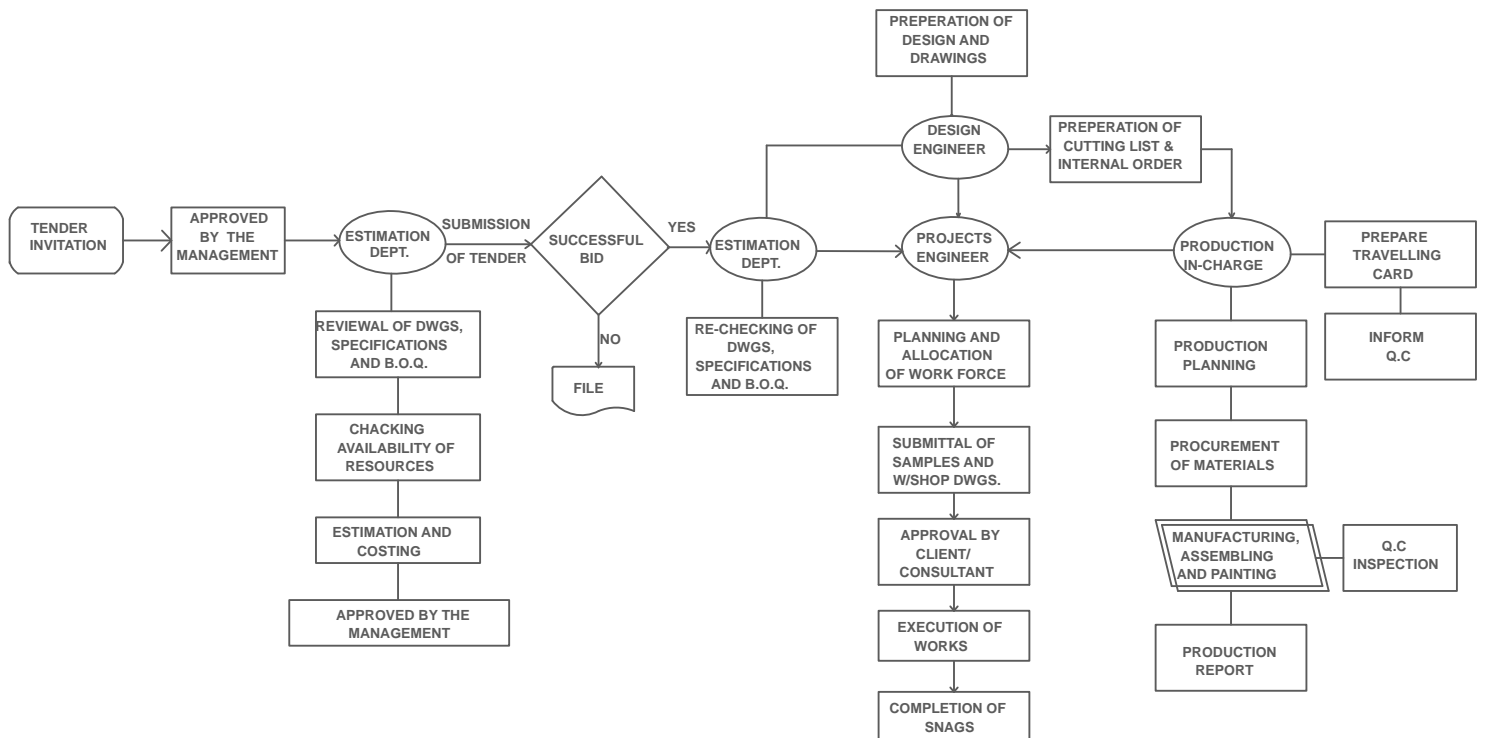 PREPERATION OF
DESIGN AND
DRAWINGS
DESIGN
ENGINEER
PREPERATION OF
CUTTING LIST &
INTERNAL ORDER
TENDER
INVITATION
APPROVED
BY THE
MANAGEMENT
ESTIMATION
DEPT.
SUBMISSION
OF TENDER
SUCCESSFUL
BID
YES
ESTIMATION
DEPT.
PROJECTS
ENGINEER
PRODUCTION
IN-CHARGE
PREPARE
TRAVELLING
CARD
REVIEWAL OF DWGS,
SPECIFICATIONS
AND B.O.Q.
NO
FILE
RE-CHECKING OF
DWGS,
SPECIFICATIONS
AND B.O.Q.
PLANNING AND
ALLOCATION
OF WORK FORCE
PRODUCTION
PLANNING
INFORM
Q.C
CHACKING
AVAILABILITY OF
RESOURCES
SUBMITTAL OF
SAMPLES AND
W/SHOP DWGS.
PROCUREMENT
OF MATERIALS
ESTIMATION AND
COSTING
APPROVAL BY
CLIENT/
CONSULTANT
MANUFACTURING,
ASSEMBLING
AND PAINTING
Q.C
INSPECTION
APPROVED BY THE
MANAGEMENT
EXECUTION OF
WORKS
PRODUCTION
REPORT
COMPLETION OF
SNAGS